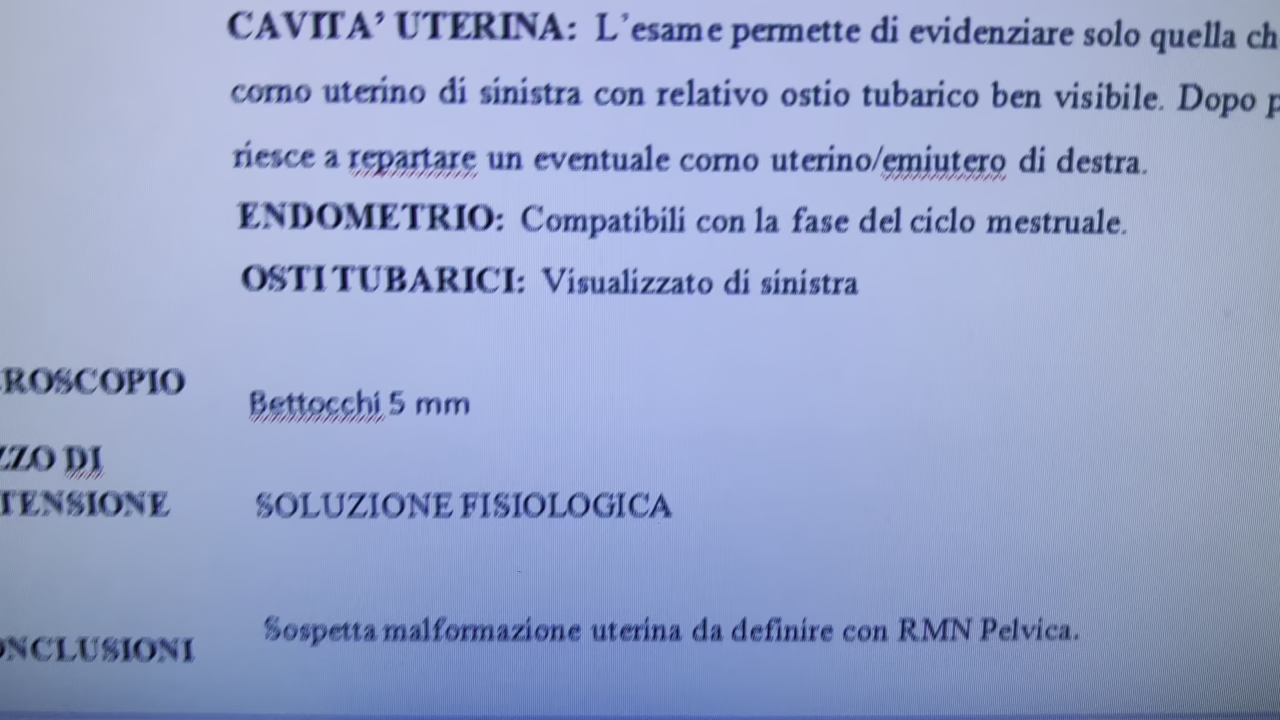 CAVITA' UTERINA: L'esame permette di evidenziare solo quella ch
corno uterino di sinistra con relativo ostio tubarico ben visibile. Dopo p
riesce a repartare un eventuale corno uterino/emiutero di destra.
ENDOMETRIO: Compatibili con la fase del ciclo mestruale.
OSTI TUBARICI: Visualizzato di sinistra
ROSCOPIO
Bettocchi 5 mm
ZZO DI
TENSIONE SOLUZIONE FISIOLOGICA
Sospetta malformazione uterina da definire con RMN Pelvica.
ONCLUSIONI